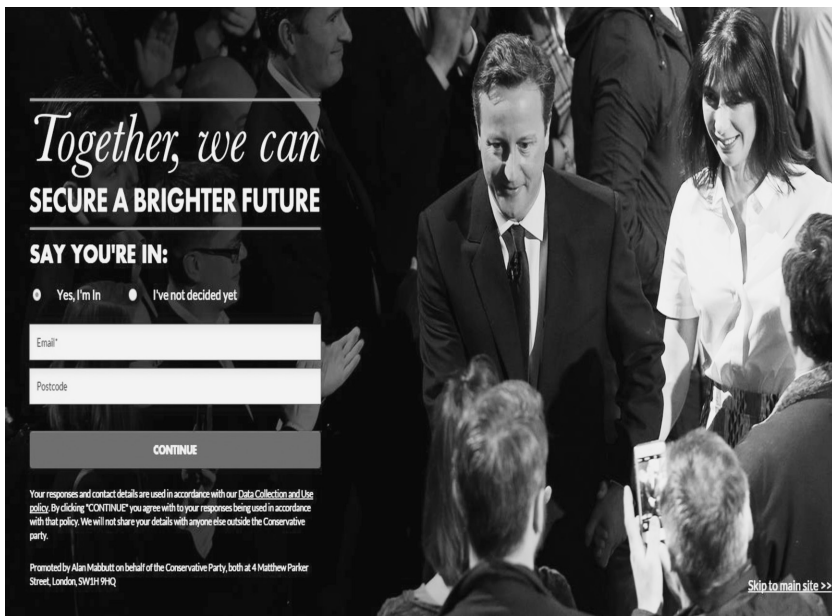 Together, we can
SECURE A BRIGHTER FUTURE
SAY YOU'RE IN:
Yes, I'm In I've not decided yet
Email*
Postcode
CONTINUE
Your responses and contact details are used in accordance with our Data Collection and Use
policy. By clicking "CONTINUE" you agree with to your responses being used in accordance
with that policy. We will not share your details with anyone else outside the Conservative
party.
Promoted by Alan Mabbutt on behalf of the Conservative Party, both at 4 Matthew Parker
Street, London, SW1H 9HQ
Skip to main site >>